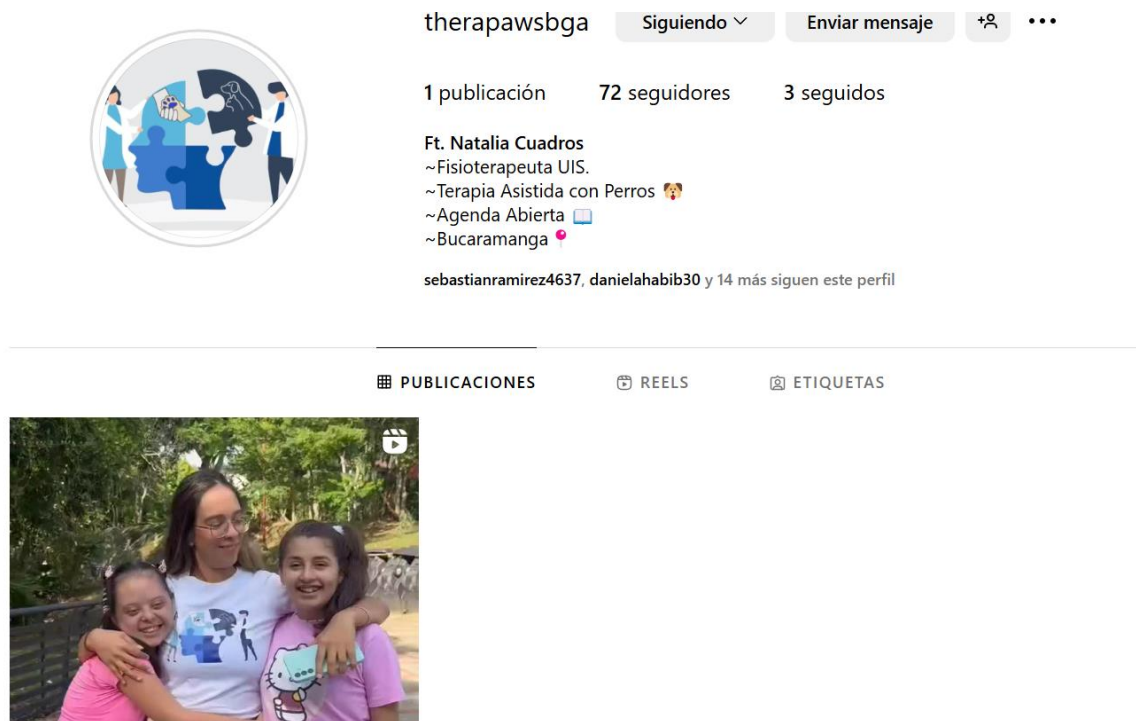 therapawsbga Siguiendo Enviar mensaje
1 publicación 72 seguidores 3 seguidos
Ft. Natalia Cuadros
~Fisioterapeuta UIS.
~Terapia Asistida con Perros 🐶
~Agenda Abierta 📖
~Bucaramanga📍
sebastianramirez4637, danielahabib30 y 14 más siguen este perfil
PUBLICACIONES REELS ETIQUETAS